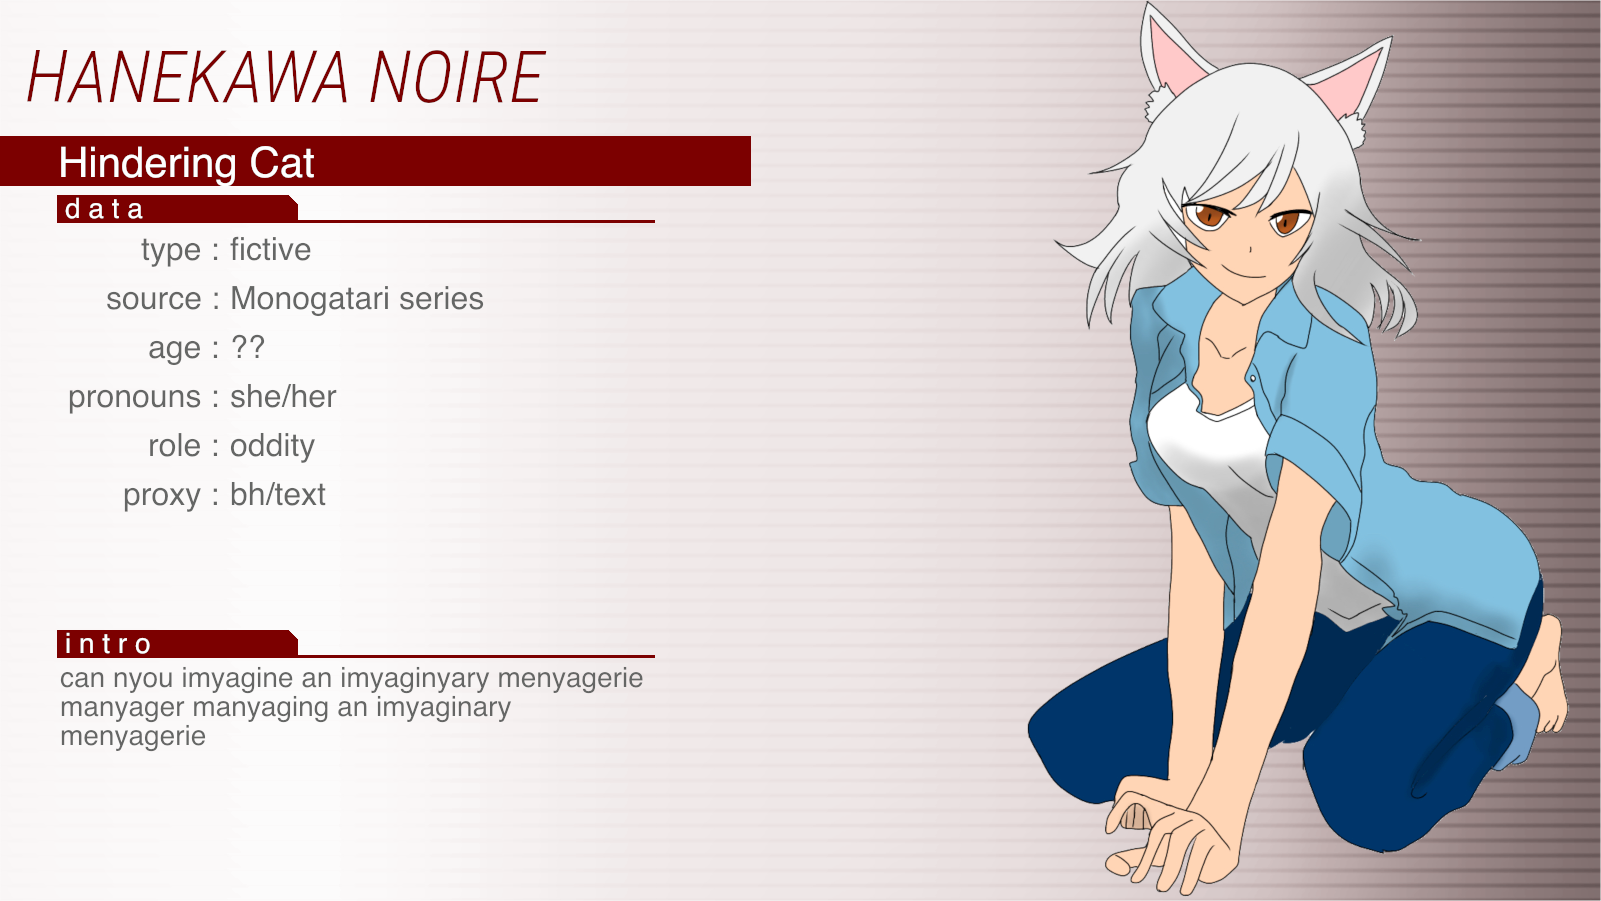 HANEKAWA NOIRE
Hindering Cat
data
type : fictive
source : Monogatari series
age : ??
pronouns : she/her
role : oddity
proxy : bh/text
intro
can nyou imyagine an imyaginyary menyagerie
manyager manyaging an imyaginary
menyagerie